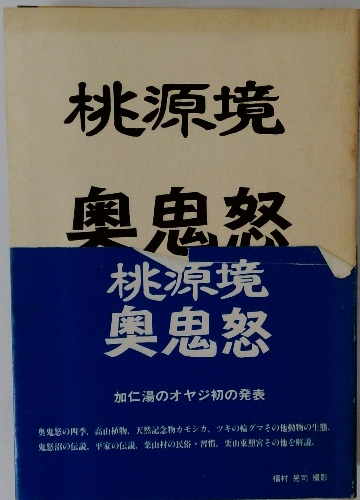 桃源境
奥鬼怒
桃源境
奥鬼怒
加仁湯のオヤジ初の発表
奥鬼怒の四季、高山植物、天然記念物カモシカ、ツキの輪グマその他動物の生態、
鬼怒沼の伝説、平家の伝説、栗山村の民俗・習慣、栗山東照宮その他を解説。
福村 晃司 撮影